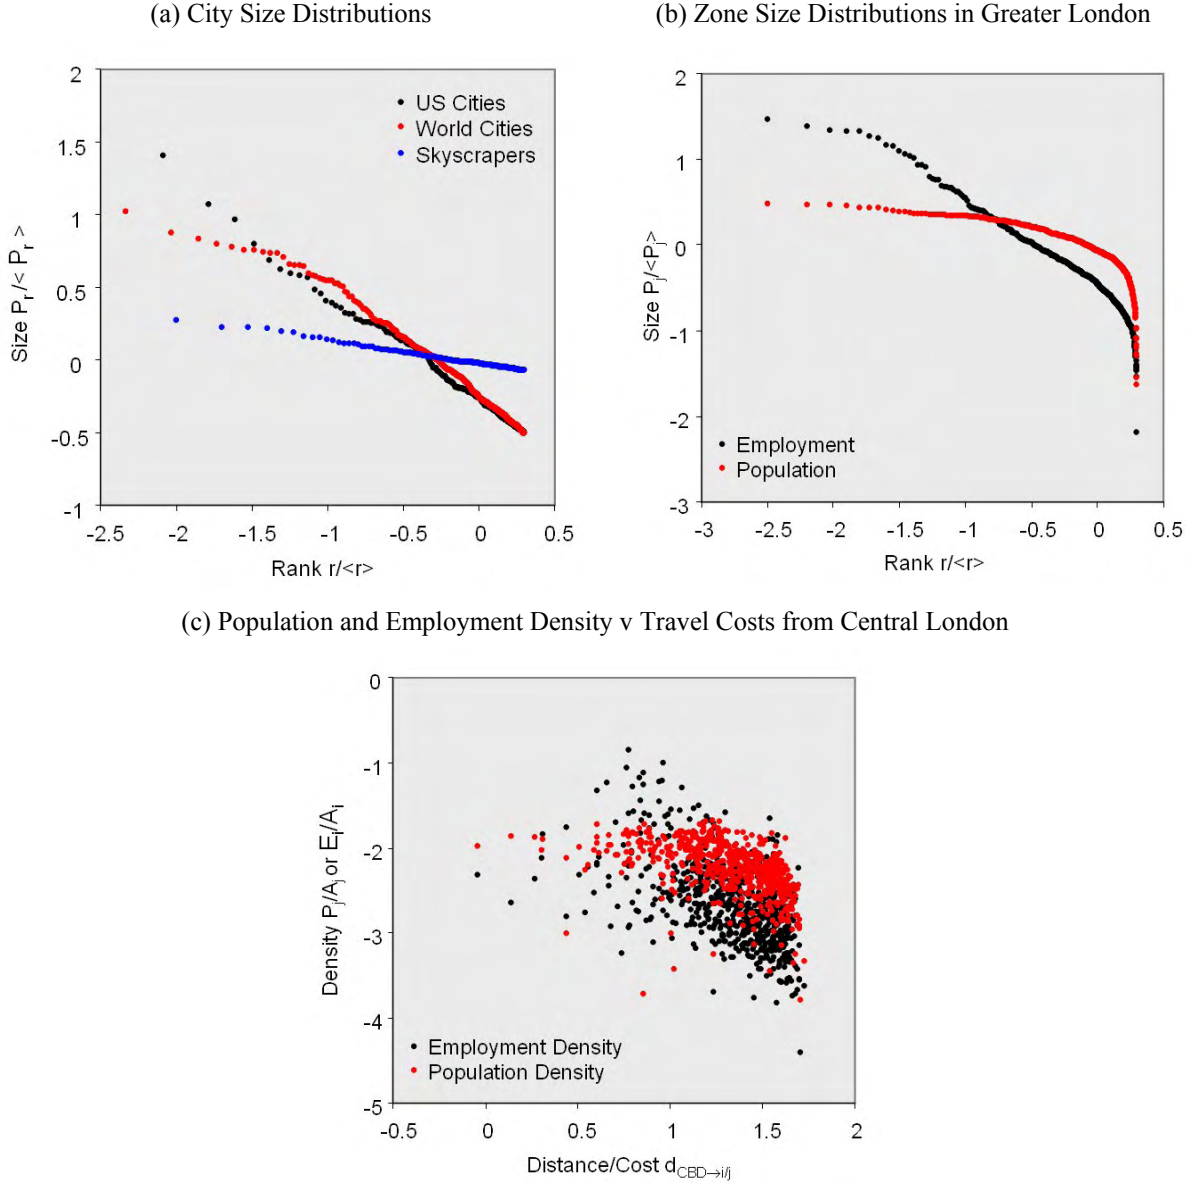 (a) City Size Distributions
2
1.5
1
0.5
0
-0.5
-1
-2.5 -2 -1.5 -1 -0.5 0 0.5
US Cities
World Cities
Skyscrapers
Size P_r/< P_r >
Rank r/<r>
(b) Zone Size Distributions in Greater London
2
1
0
-1
-2
-3
-3 -2.5 -2 -1.5 -1 -0.5 0 0.5
Employment
Population
Size P_j/<P_j>
Rank r/<r>
(c) Population and Employment Density v Travel Costs from Central London
0
-1
-2
-3
-4
-5
-0.5 0 0.5 1 1.5 2
Employment Density
Population Density
Density P_j/A_j or E_i/A_i
Distance/Cost d_CBD→i/j